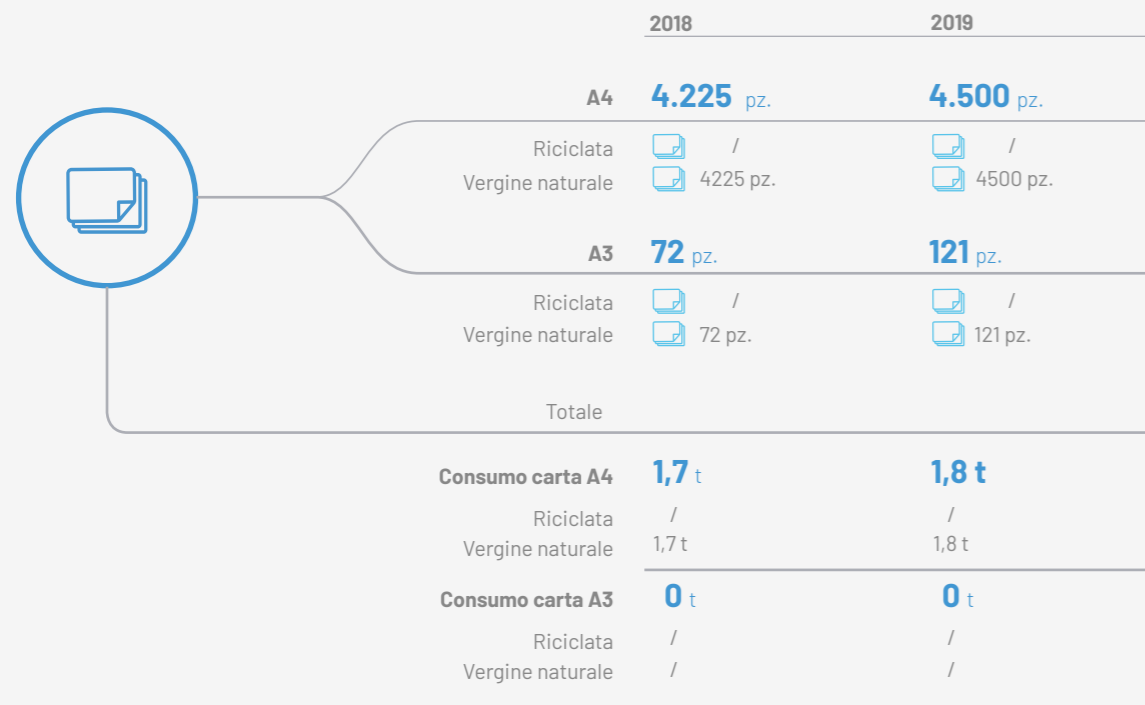 2018 2019
A4 4.225 pz. 4.500 pz.
Riciclata / /
Vergine naturale 4225 pz. 4500 pz.
A3 72 pz. 121 pz.
Riciclata / /
Vergine naturale 72 pz. 121 pz.
Totale
Consumo carta A4 1,7 t 1,8 t
Riciclata / /
Vergine naturale 1,7 t 1,8 t
Consumo carta A3 0 t 0 t
Riciclata / /
Vergine naturale / /